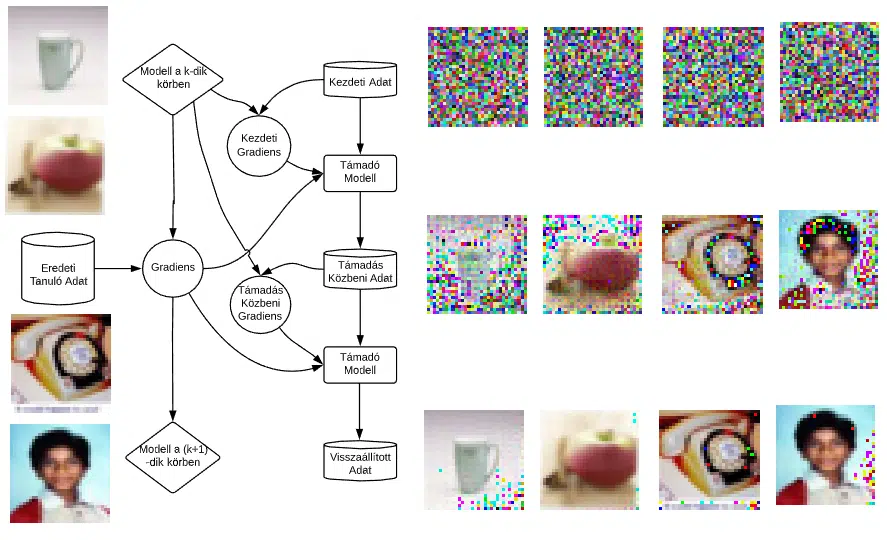 Modell a k-dik
körben
Kezdeti Adat
Kezdeti
Gradiens
Támadó
Modell
Eredeti
Tanuló Adat
Gradiens
Támadás
Közbeni Adat
Támadás
Közbeni
Gradiens
Támadó
Modell
Modell a (k+1)
-dik körben
Visszaállított
Adat